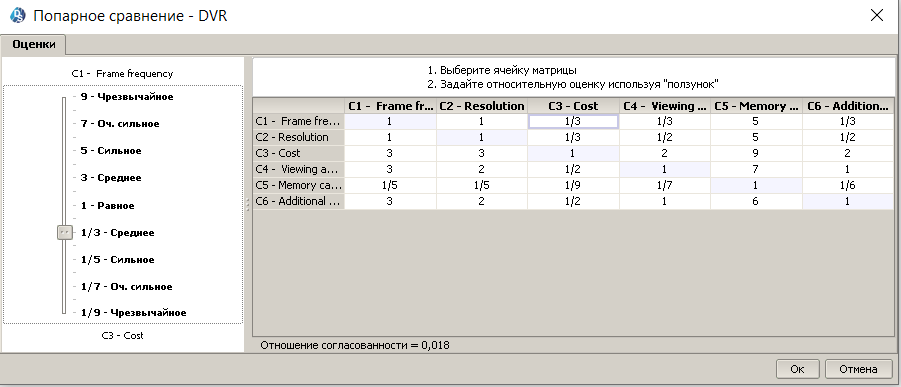 Попарное сравнение - DVR
Оценки
C1 - Frame frequency
9 - Чрезвычайное
7 - Оч. сильное
5 - Сильное
3 - Среднее
1 - Равное
1/3 - Среднее
1/5 - Сильное
1/7 - Оч. сильное
1/9 - Чрезвычайное
C3 - Cost
1. Выберите ячейку матрицы
2. Задайте относительную оценку используя "ползунок"
C1 - Frame fr... C2 - Resolution C3 - Cost C4 - Viewing ... C5 - Memory ... C6 - Addition...
C1 - Frame fre... 1 1 1/3 1/3 5 1/3
C2 - Resolution 1 1 1/3 1/2 5 1/2
C3 - Cost 3 3 1 2 9 2
C4 - Viewing a... 3 2 1/2 1 7 1
C5 - Memory ca... 1/5 1/5 1/9 1/7 1 1/6
C6 - Additional ... 3 2 1/2 1 6 1
Отношение согласованности = 0,018
Ок Отмена